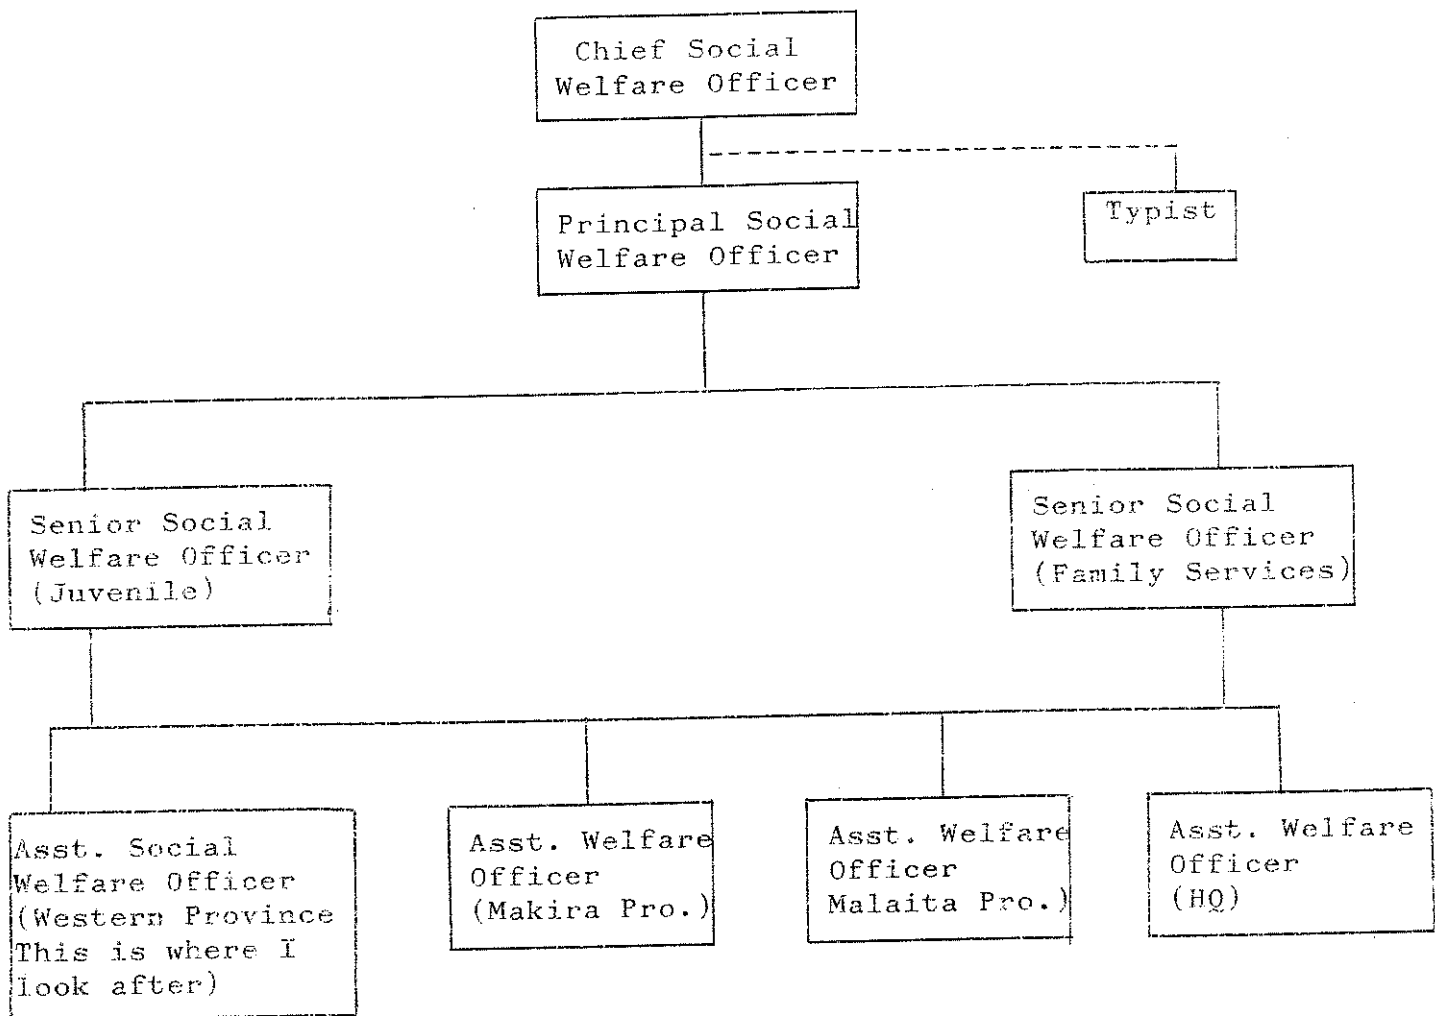 Chief Social
Welfare Officer
Principal Social
Welfare Officer
Typist
Senior Social
Welfare Officer
(Juvenile)
Senior Social
Welfare Officer
(Family Services)
Asst. Social
Welfare Officer
(Western Province
This is where I
look after)
Asst. Welfare
Officer
(Makira Pro.)
Asst. Welfare
Officer
Malaita Pro.)
Asst. Welfare
Officer
(HQ)